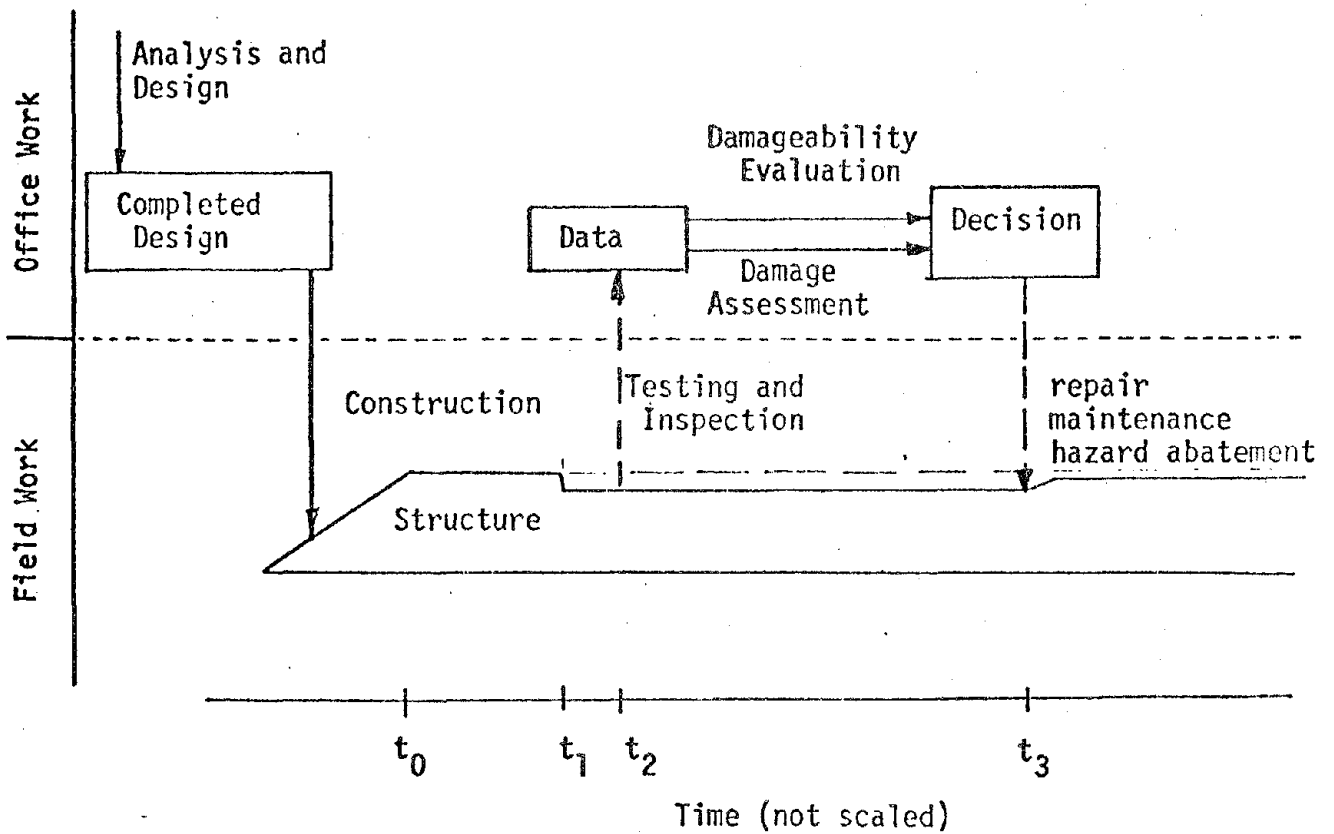 Office Work
Field Work
Analysis and
Design
Completed
Design
Damageability
Evaluation
Data
Decision
Damage
Assessment
Construction
Testing and
Inspection
repair
maintenance
hazard abatement
Structure
t0
t1
t2
t3
Time (not scaled)